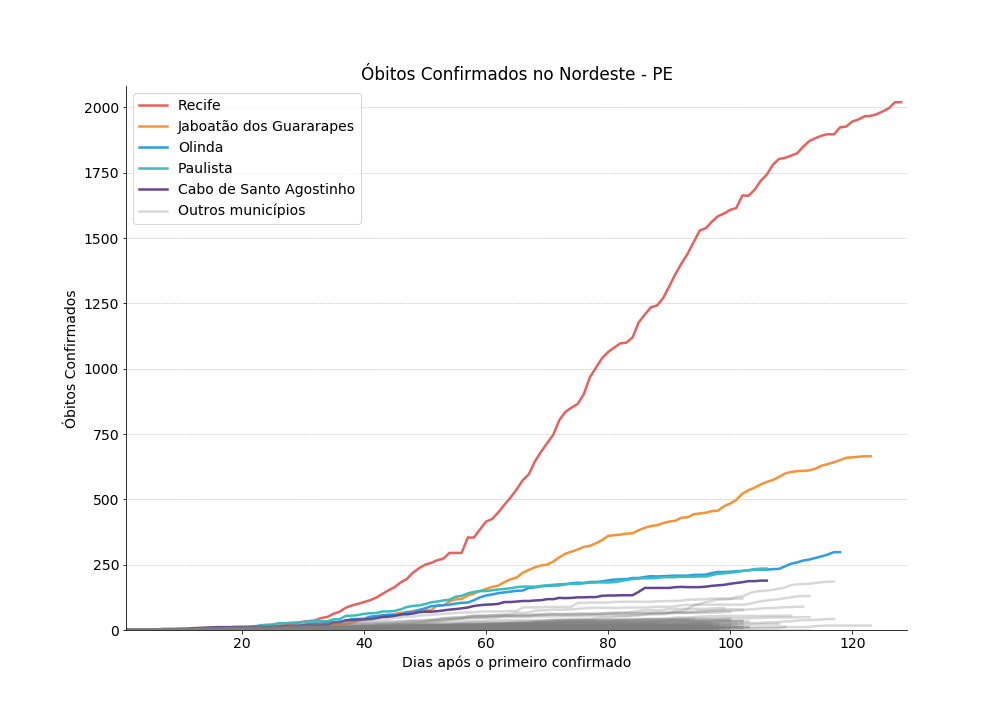 Óbitos Confirmados no Nordeste - PE
Recife
Jaboatão dos Guararapes
Olinda
Paulista
Cabo de Santo Agostinho
Outros municípios
2000
1750
1500
1250
1000
750
500
250
0
Óbitos Confirmados
20 40 60 80 100 120
Dias após o primeiro confirmado